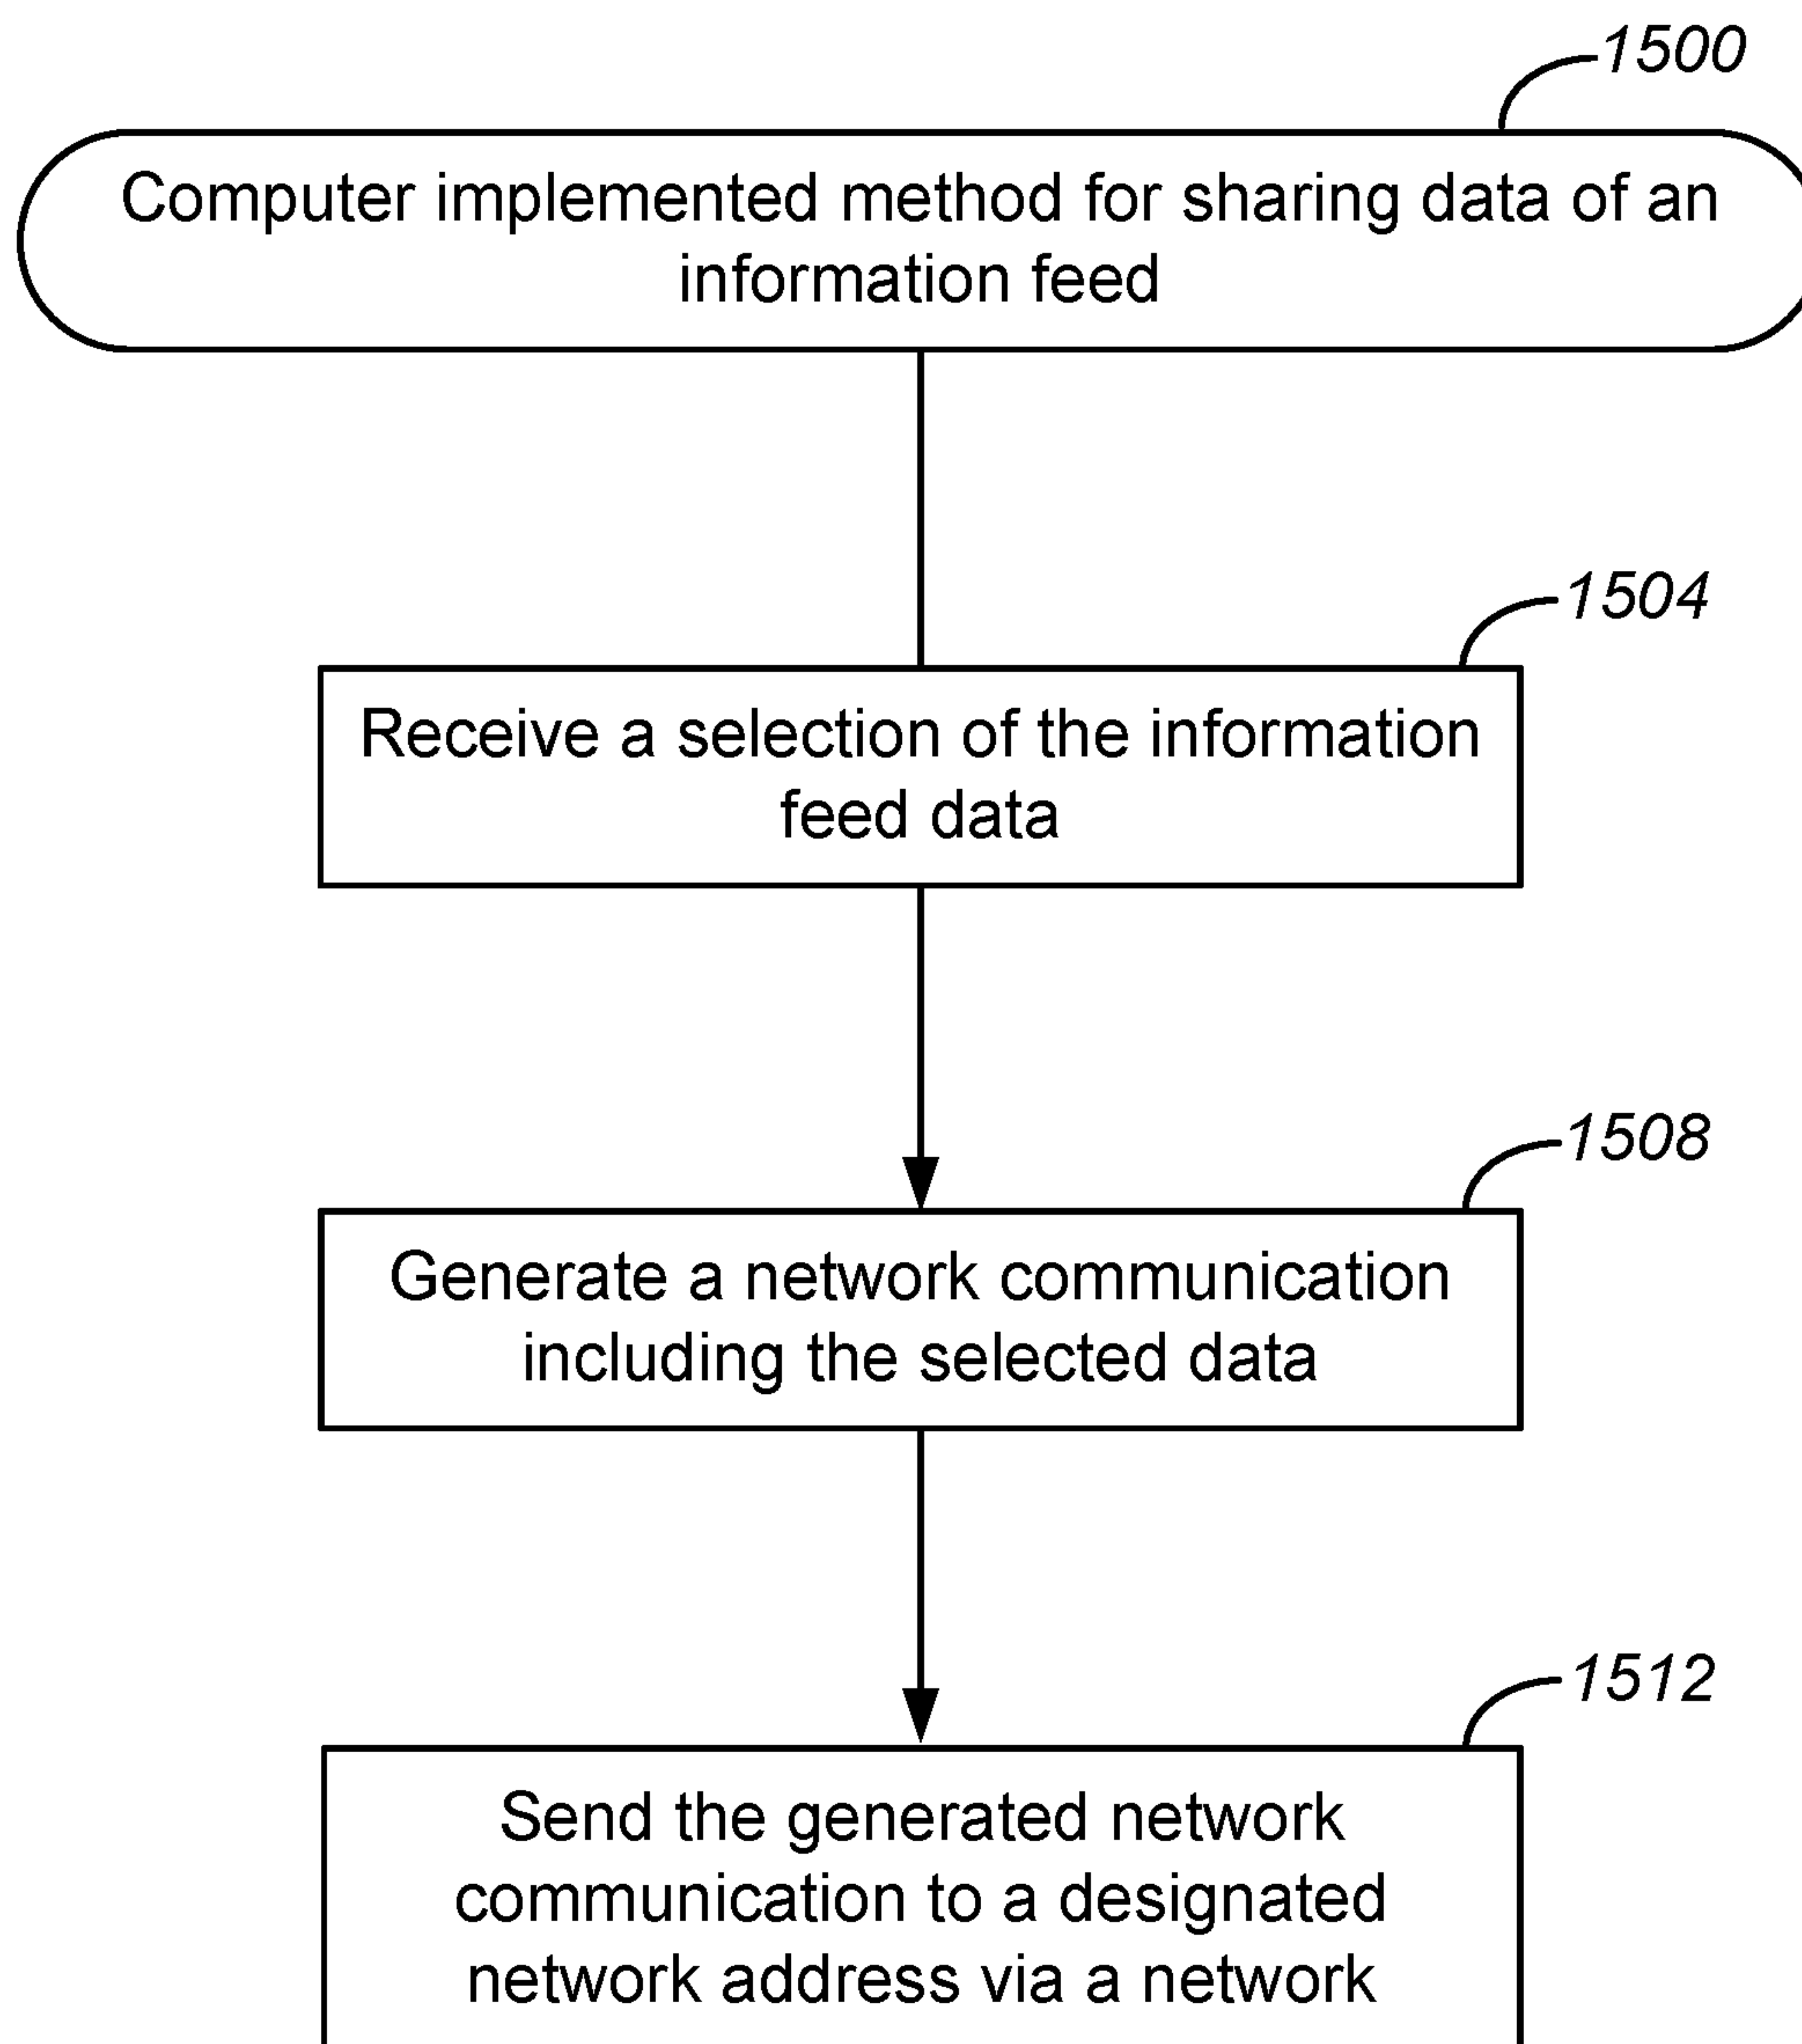 1500
Computer implemented method for sharing data of an
information feed
1504
Receive a selection of the information
feed data
1508
Generate a network communication
including the selected data
1512
Send the generated network
communication to a designated
network address via a network